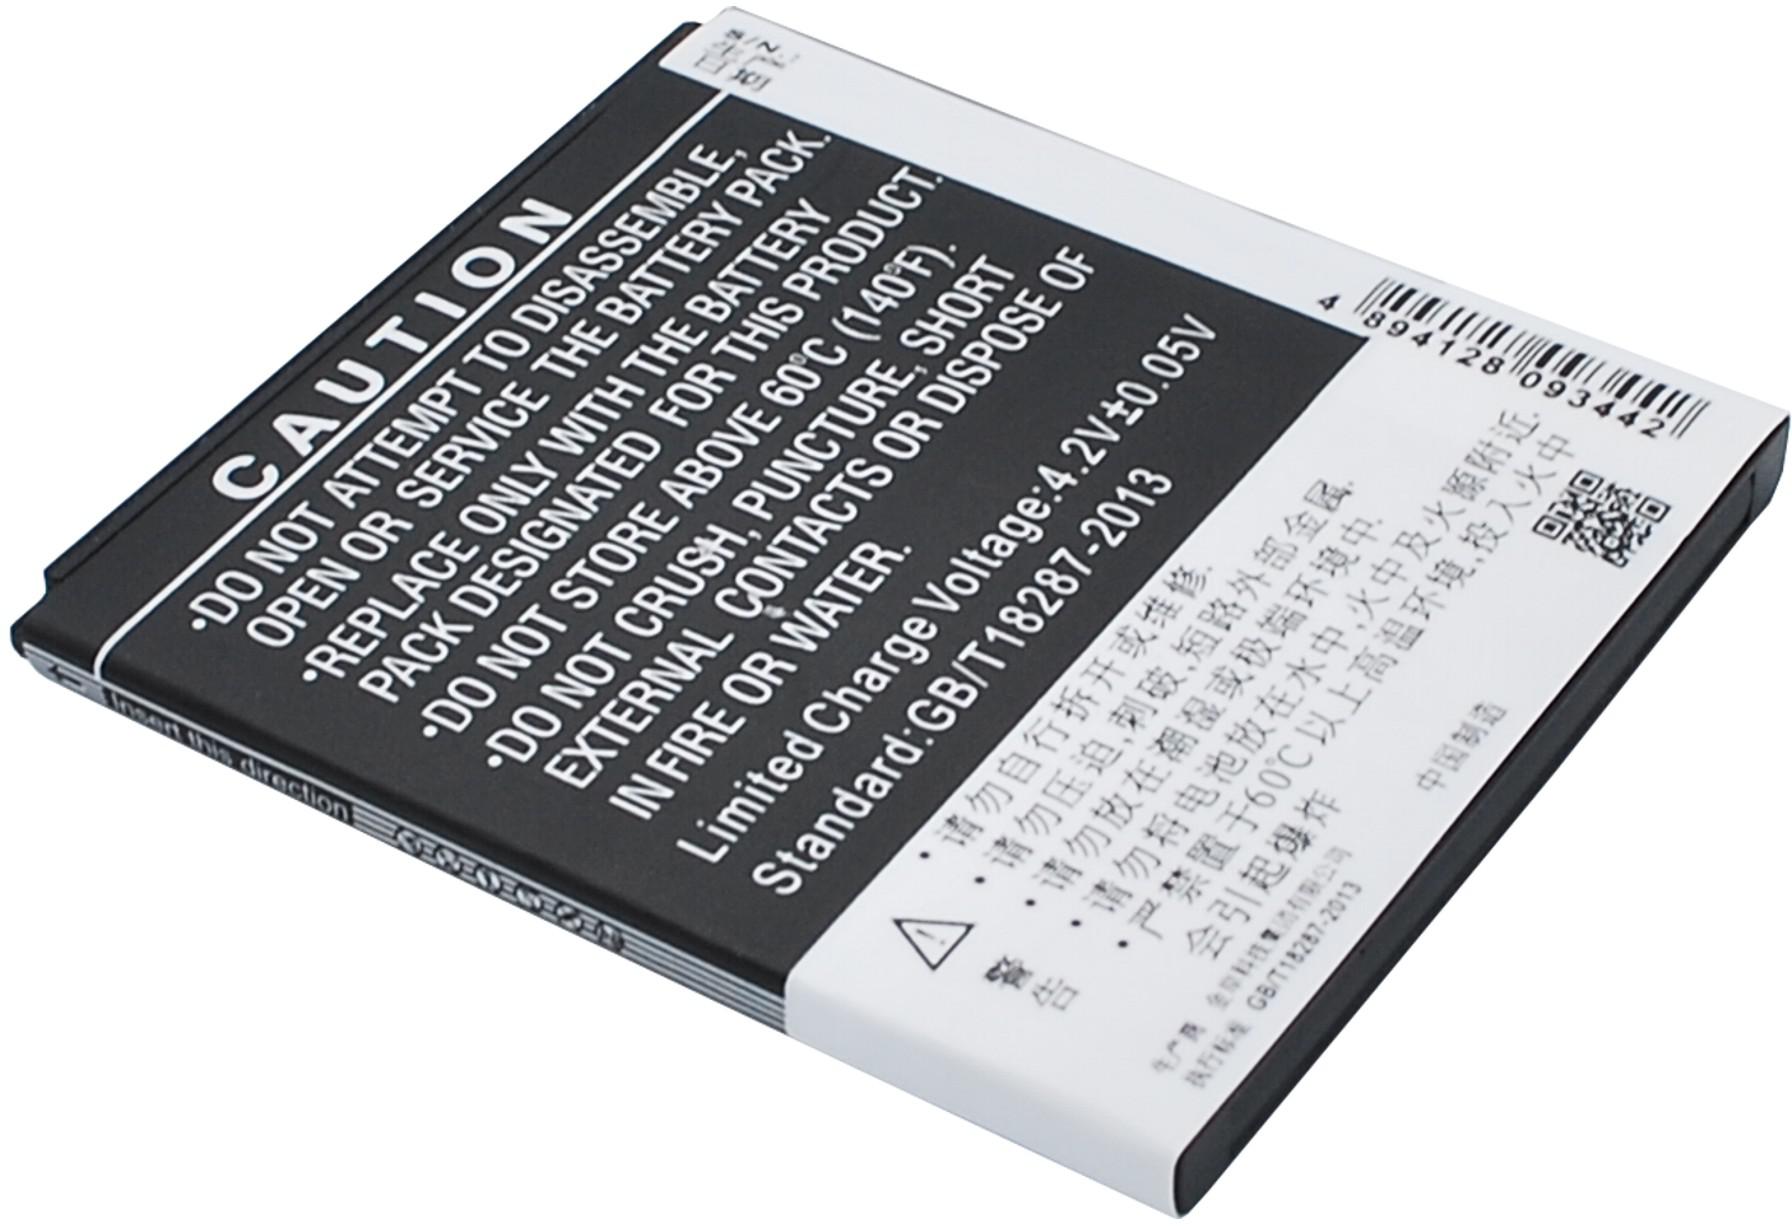 S/N
CAUTION
•DO NOT ATTEMPT TO DISASSEMBLE,
OPEN OR SERVICE THE BATTERY PACK.
•REPLACE ONLY WITH THE BATTERY
PACK DESIGNATED FOR THIS PRODUCT.
•DO NOT STORE ABOVE 60°C (140°F).
•DO NOT CRUSH, PUNCTURE, SHORT
EXTERNAL CONTACTS OR DISPOSE OF
IN FIRE OR WATER.
Limited Charge Voltage:4.2V±0.05V
Standard:GB/T18287-2013
Insert this direction
4 894128 093442
警告
•请勿自行拆开或维修.
•请勿压迫,刺破,短路外部金属.
•请勿放在潮湿或极端环境中.
•请勿将电池放在水中,火中及火源附近.
•严禁置于60℃以上高温环境,投入火中
会引起爆炸
中国制造
生产商
执行标准 GB/T18287-2013